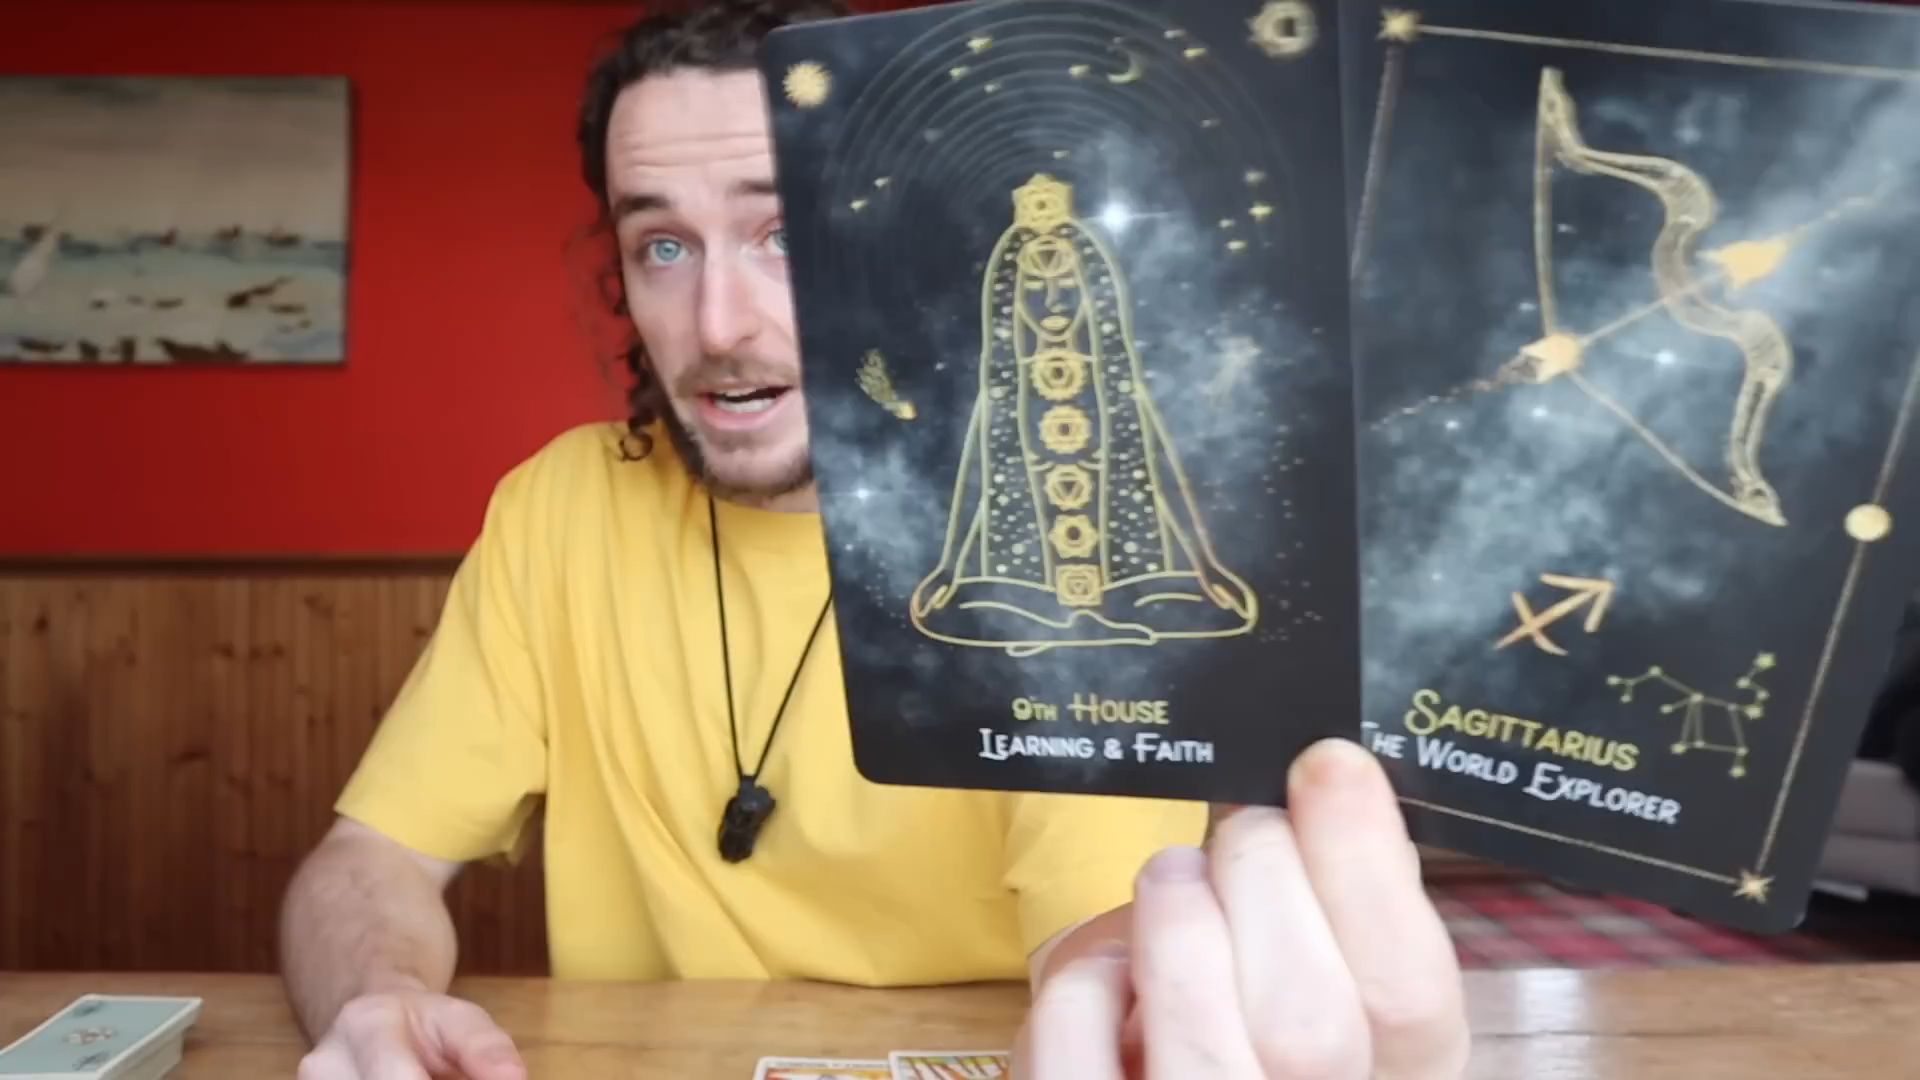 9TH HOUSE
LEARNING & FAITH
SAGITTARIUS
THE WORLD EXPLORER